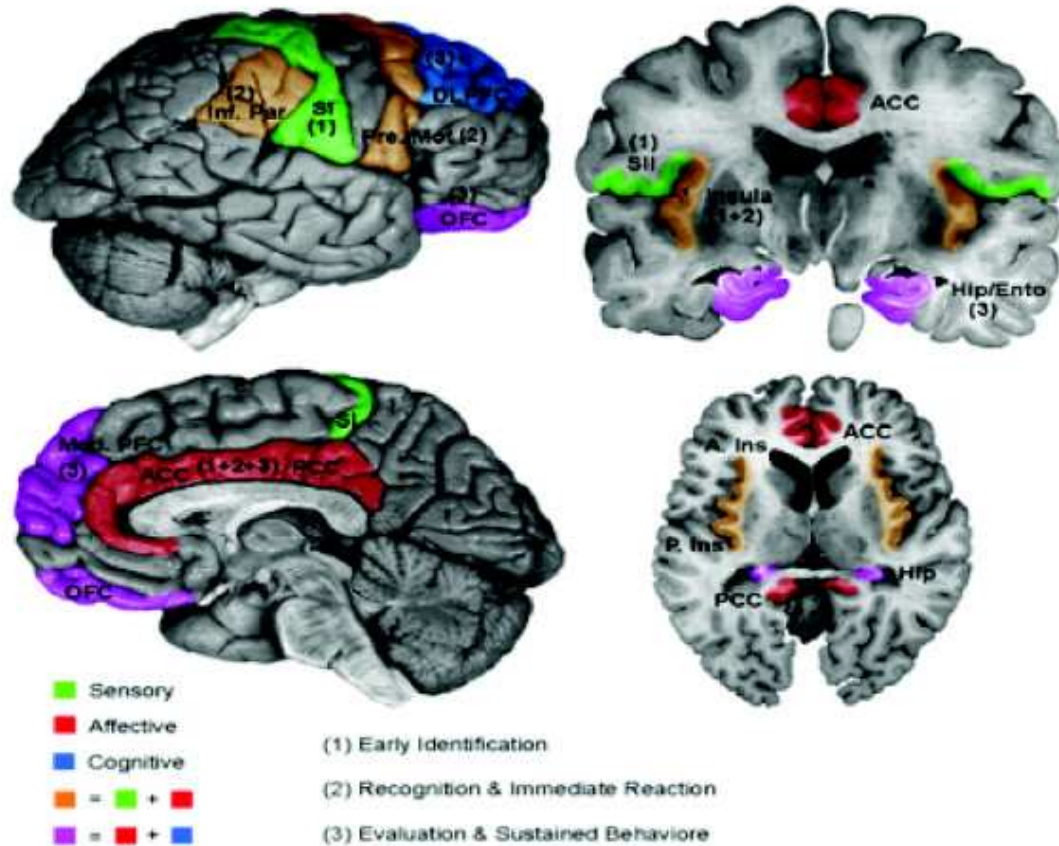 (3)
DLPFC
(2)
Inf. Par
SI
(1)
Pre. Mot (2)
(2)
OFC
ACC
(1)
SII
Insula
(1+2)
Hip/Ento
(3)
Med. PFC
(3)
SI
ACC (1+2+3) /PCC
OFC
ACC
A. Ins
P. Ins
Hip
PCC
Sensory
Affective
Cognitive
= +
= +
(1) Early Identification
(2) Recognition & Immediate Reaction
(3) Evaluation & Sustained Behaviore